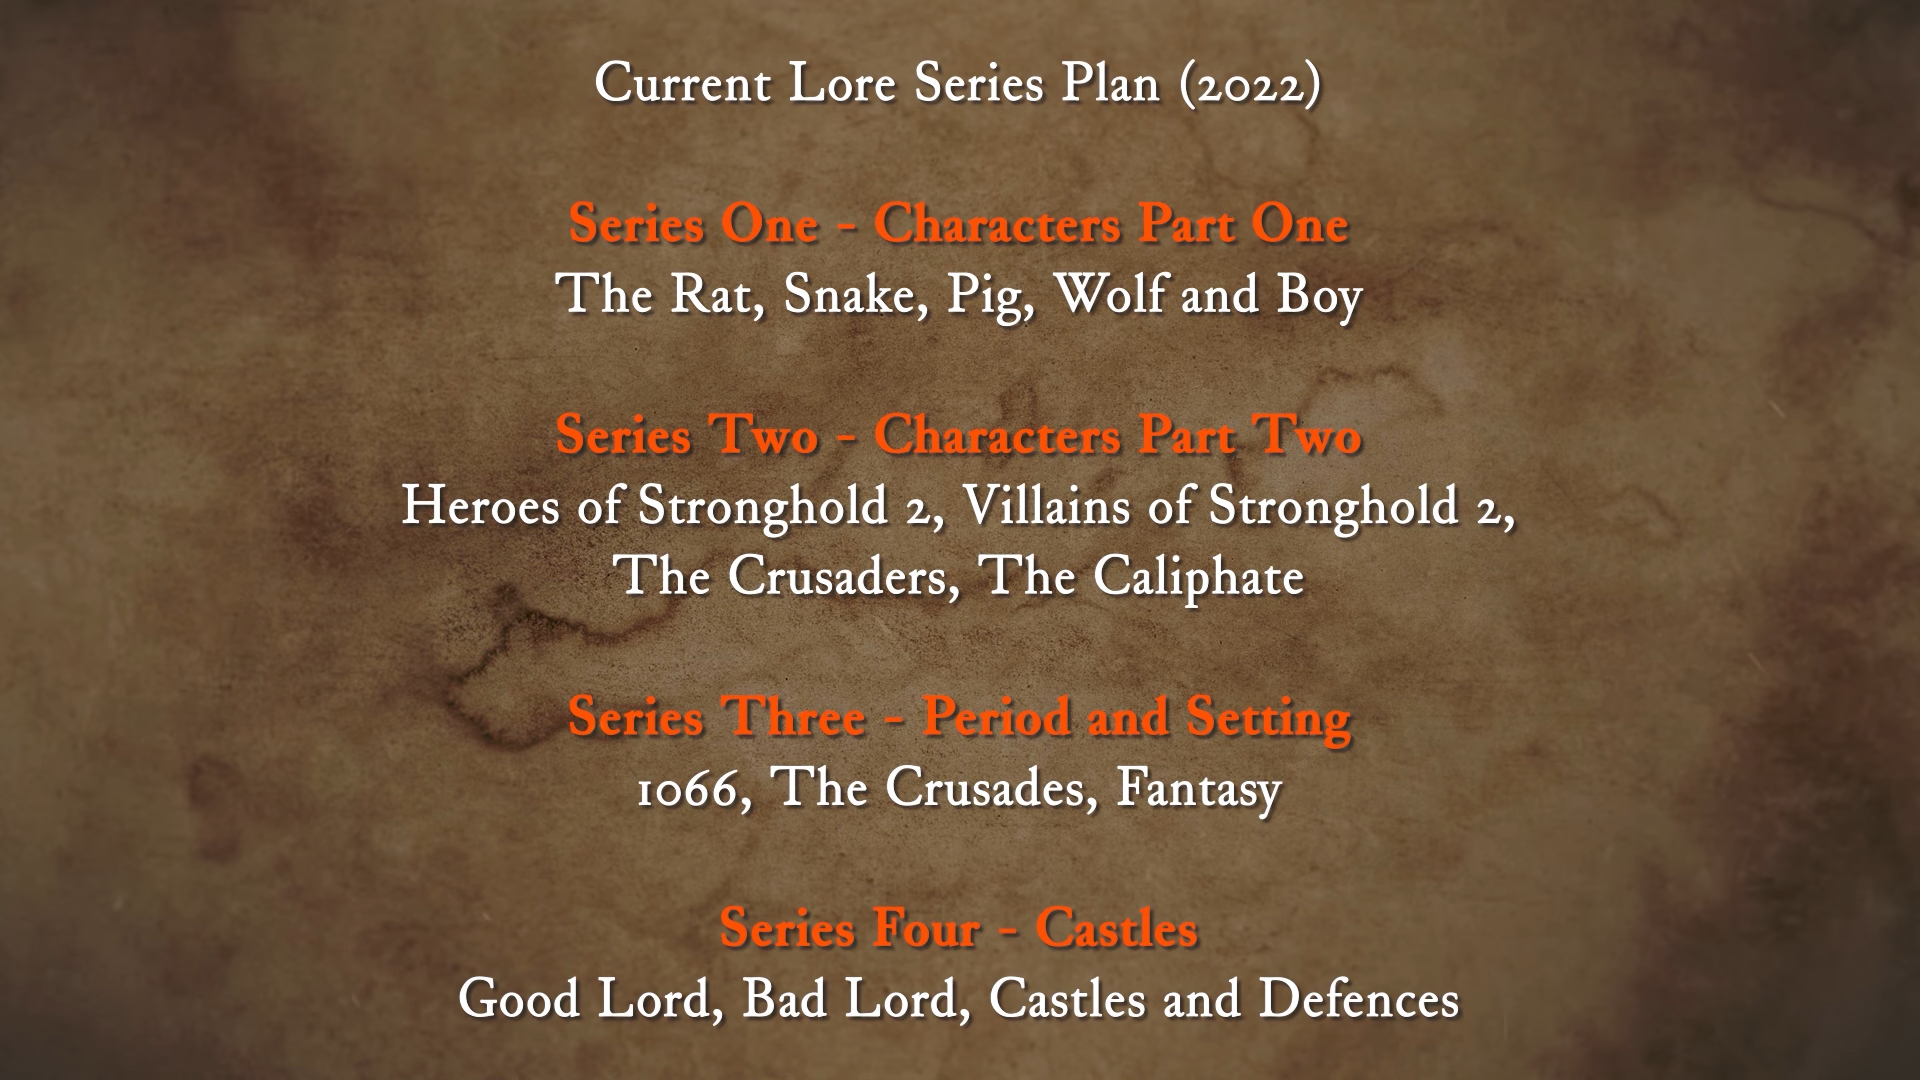 Current Lore Series Plan (2022)
Series One - Characters Part One
The Rat, Snake, Pig, Wolf and Boy
Series Two - Characters Part Two
Heroes of Stronghold 2, Villains of Stronghold 2,
The Crusaders, The Caliphate
Series Three - Period and Setting
1066, The Crusades, Fantasy
Series Four - Castles
Good Lord, Bad Lord, Castles and Defences